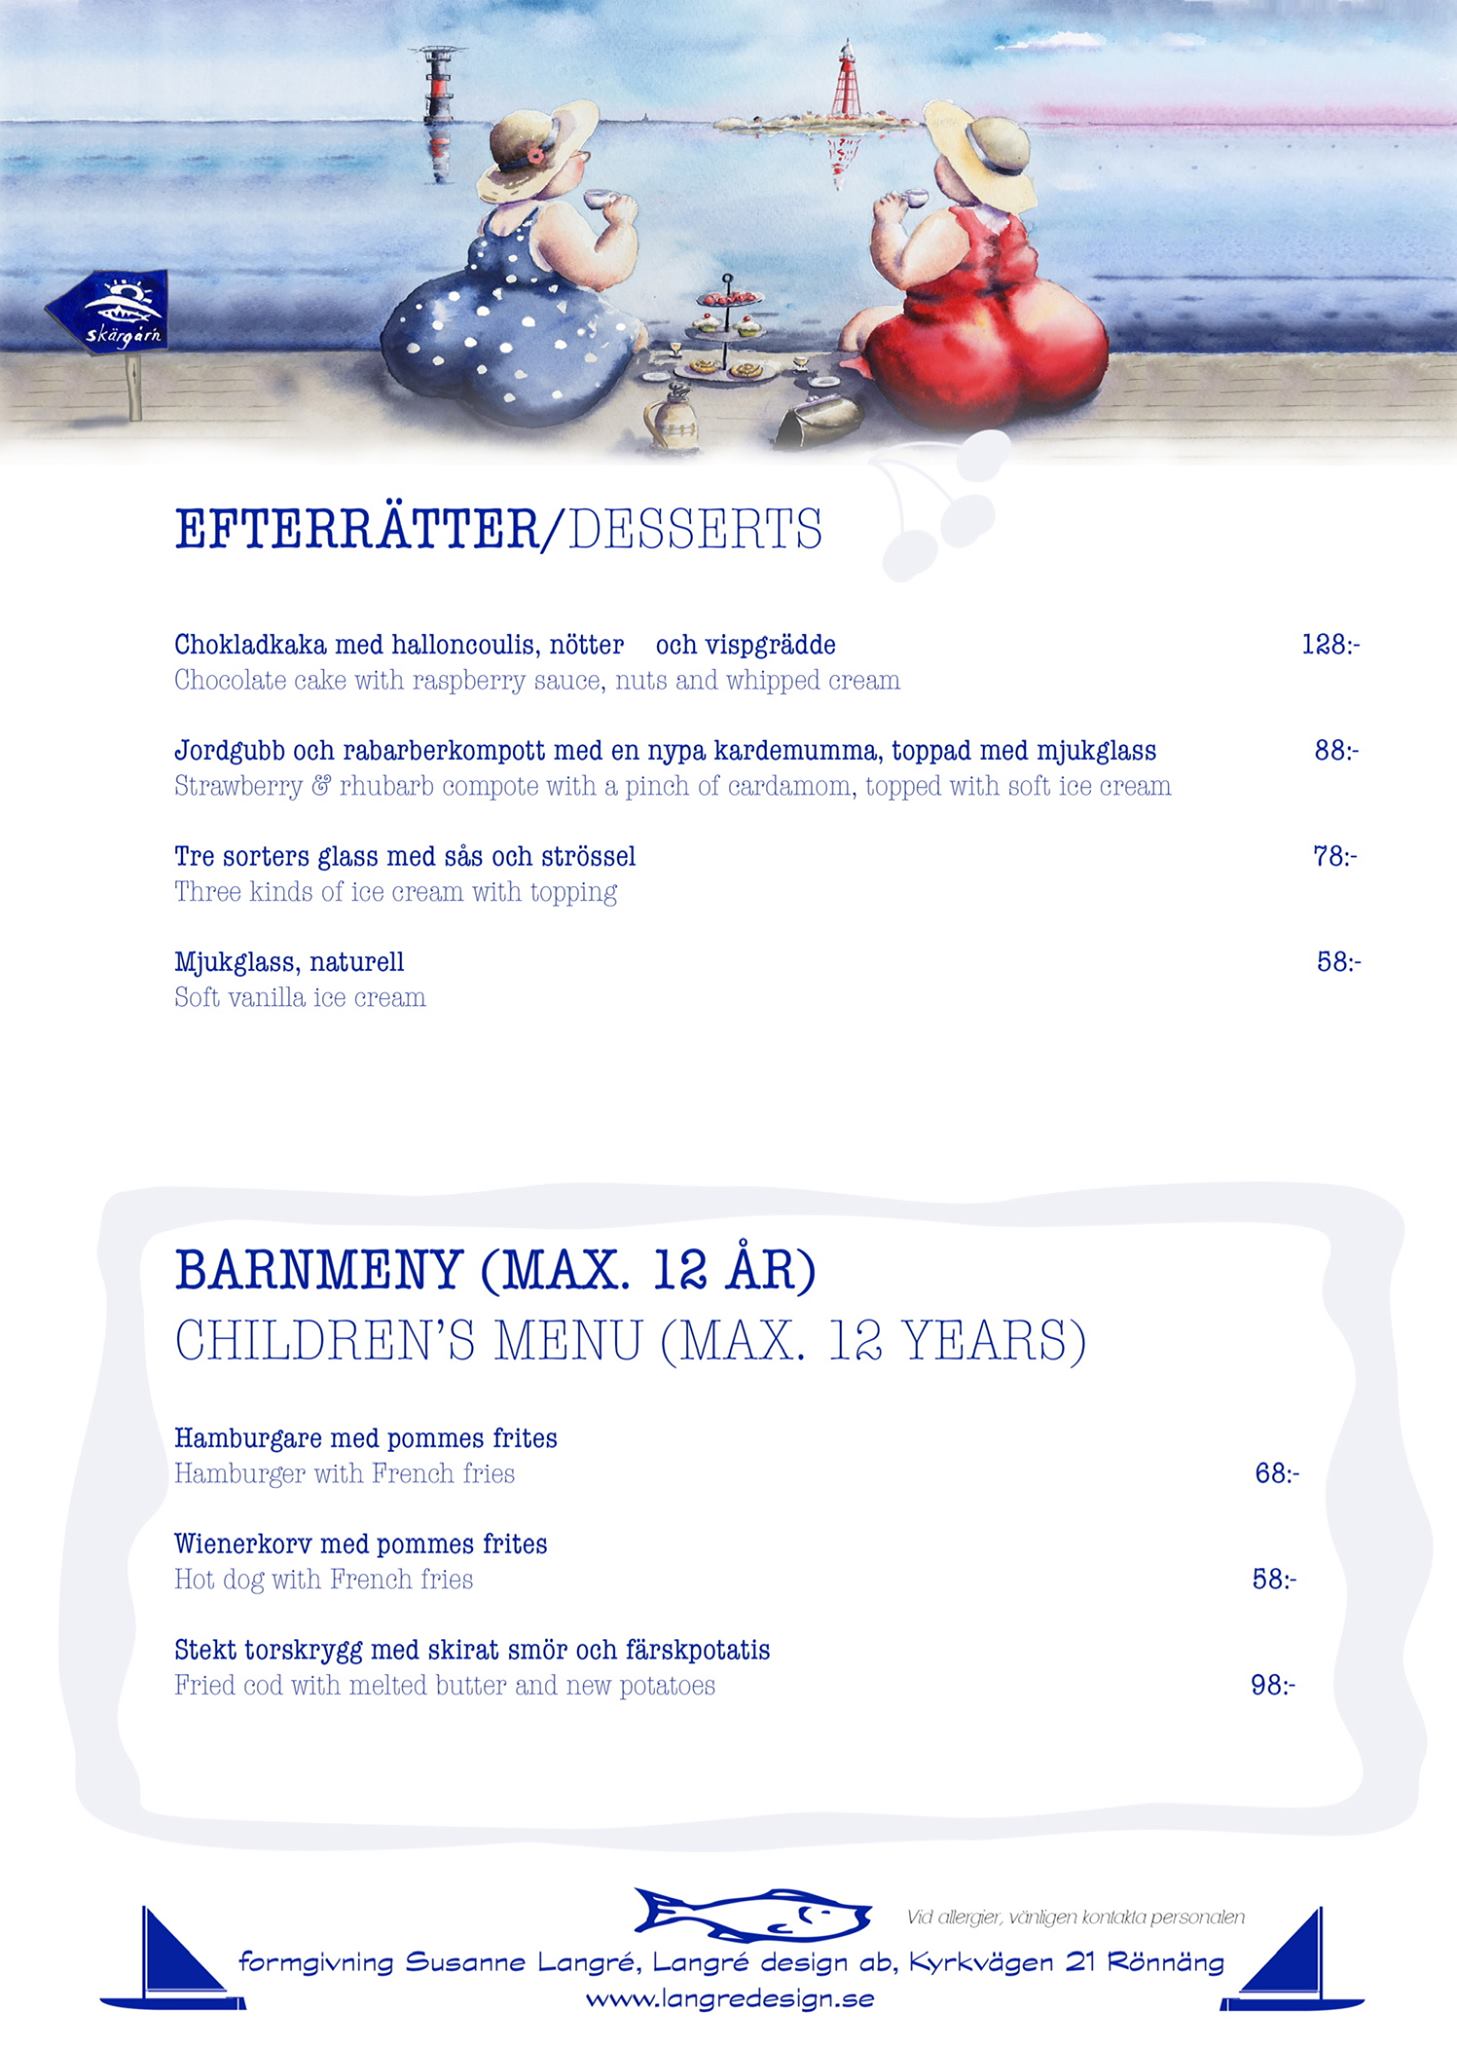 skärgårn
EFTERRÄTTER/DESSERTS
Chokladkaka med halloncoulis, nötter och vispgrädde 128:-
Chocolate cake with raspberry sauce, nuts and whipped cream
Jordgubb och rabarberkompott med en nypa kardemumma, toppad med mjukglass 88:-
Strawberry & rhubarb compote with a pinch of cardamom, topped with soft ice cream
Tre sorters glass med sås och strössel 78:-
Three kinds of ice cream with topping
Mjukglass, naturell 58:-
Soft vanilla ice cream
BARNMENY (MAX. 12 ÅR)
CHILDREN'S MENU (MAX. 12 YEARS)
Hamburgare med pommes frites
Hamburger with French fries 68:-
Wienerkorv med pommes frites
Hot dog with French fries 58:-
Stekt torskrygg med skirat smör och färskpotatis
Fried cod with melted butter and new potatoes 98:-
Vid allergier, vänligen kontakta personalen
formgivning Susanne Langré, Langré design ab, Kyrkvägen 21 Rönnäng
www.langredesign.se